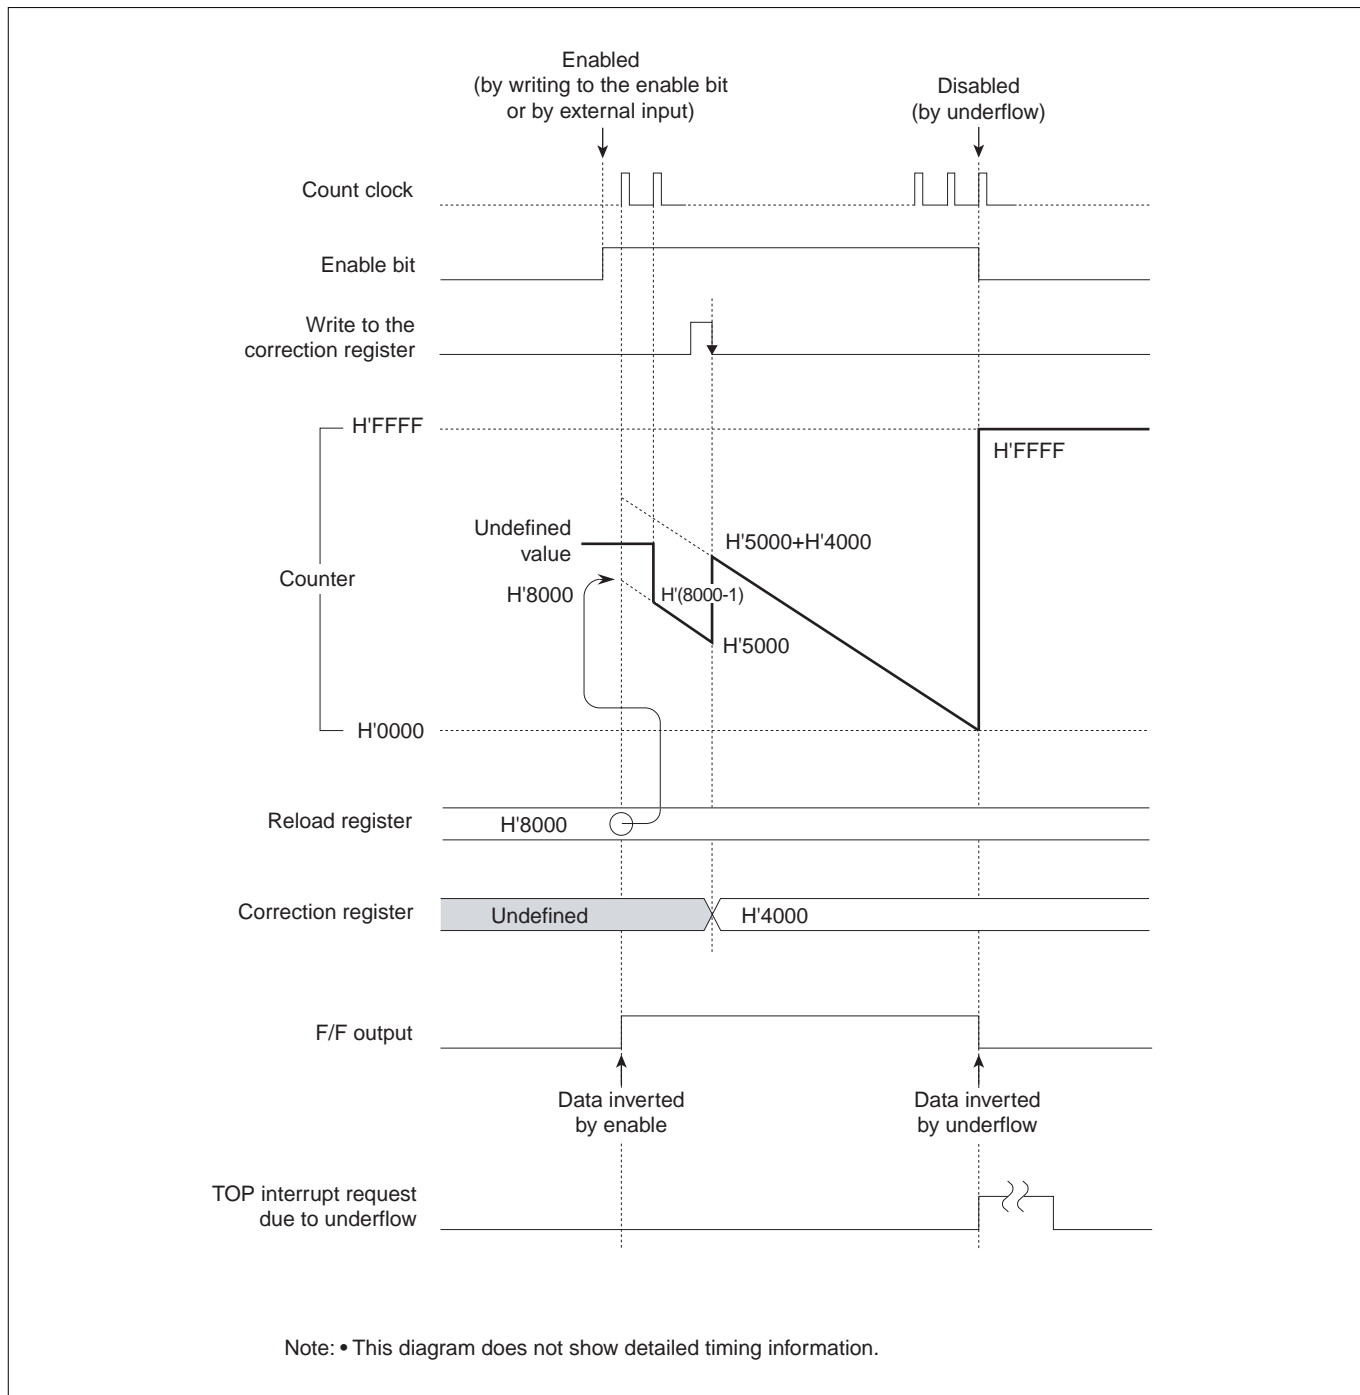 Enabled
(by writing to the enable bit
or by external input)
Disabled
(by underflow)
Count clock
Enable bit
Write to the
correction register
H'FFFF
H'FFFF
Undefined
value
H'5000+H'4000
Counter
H'8000
H'(8000-1)
H'5000
H'0000
Reload register
H'8000
Correction register
Undefined
H'4000
F/F output
Data inverted
by enable
Data inverted
by underflow
TOP interrupt request
due to underflow
Note: • This diagram does not show detailed timing information.